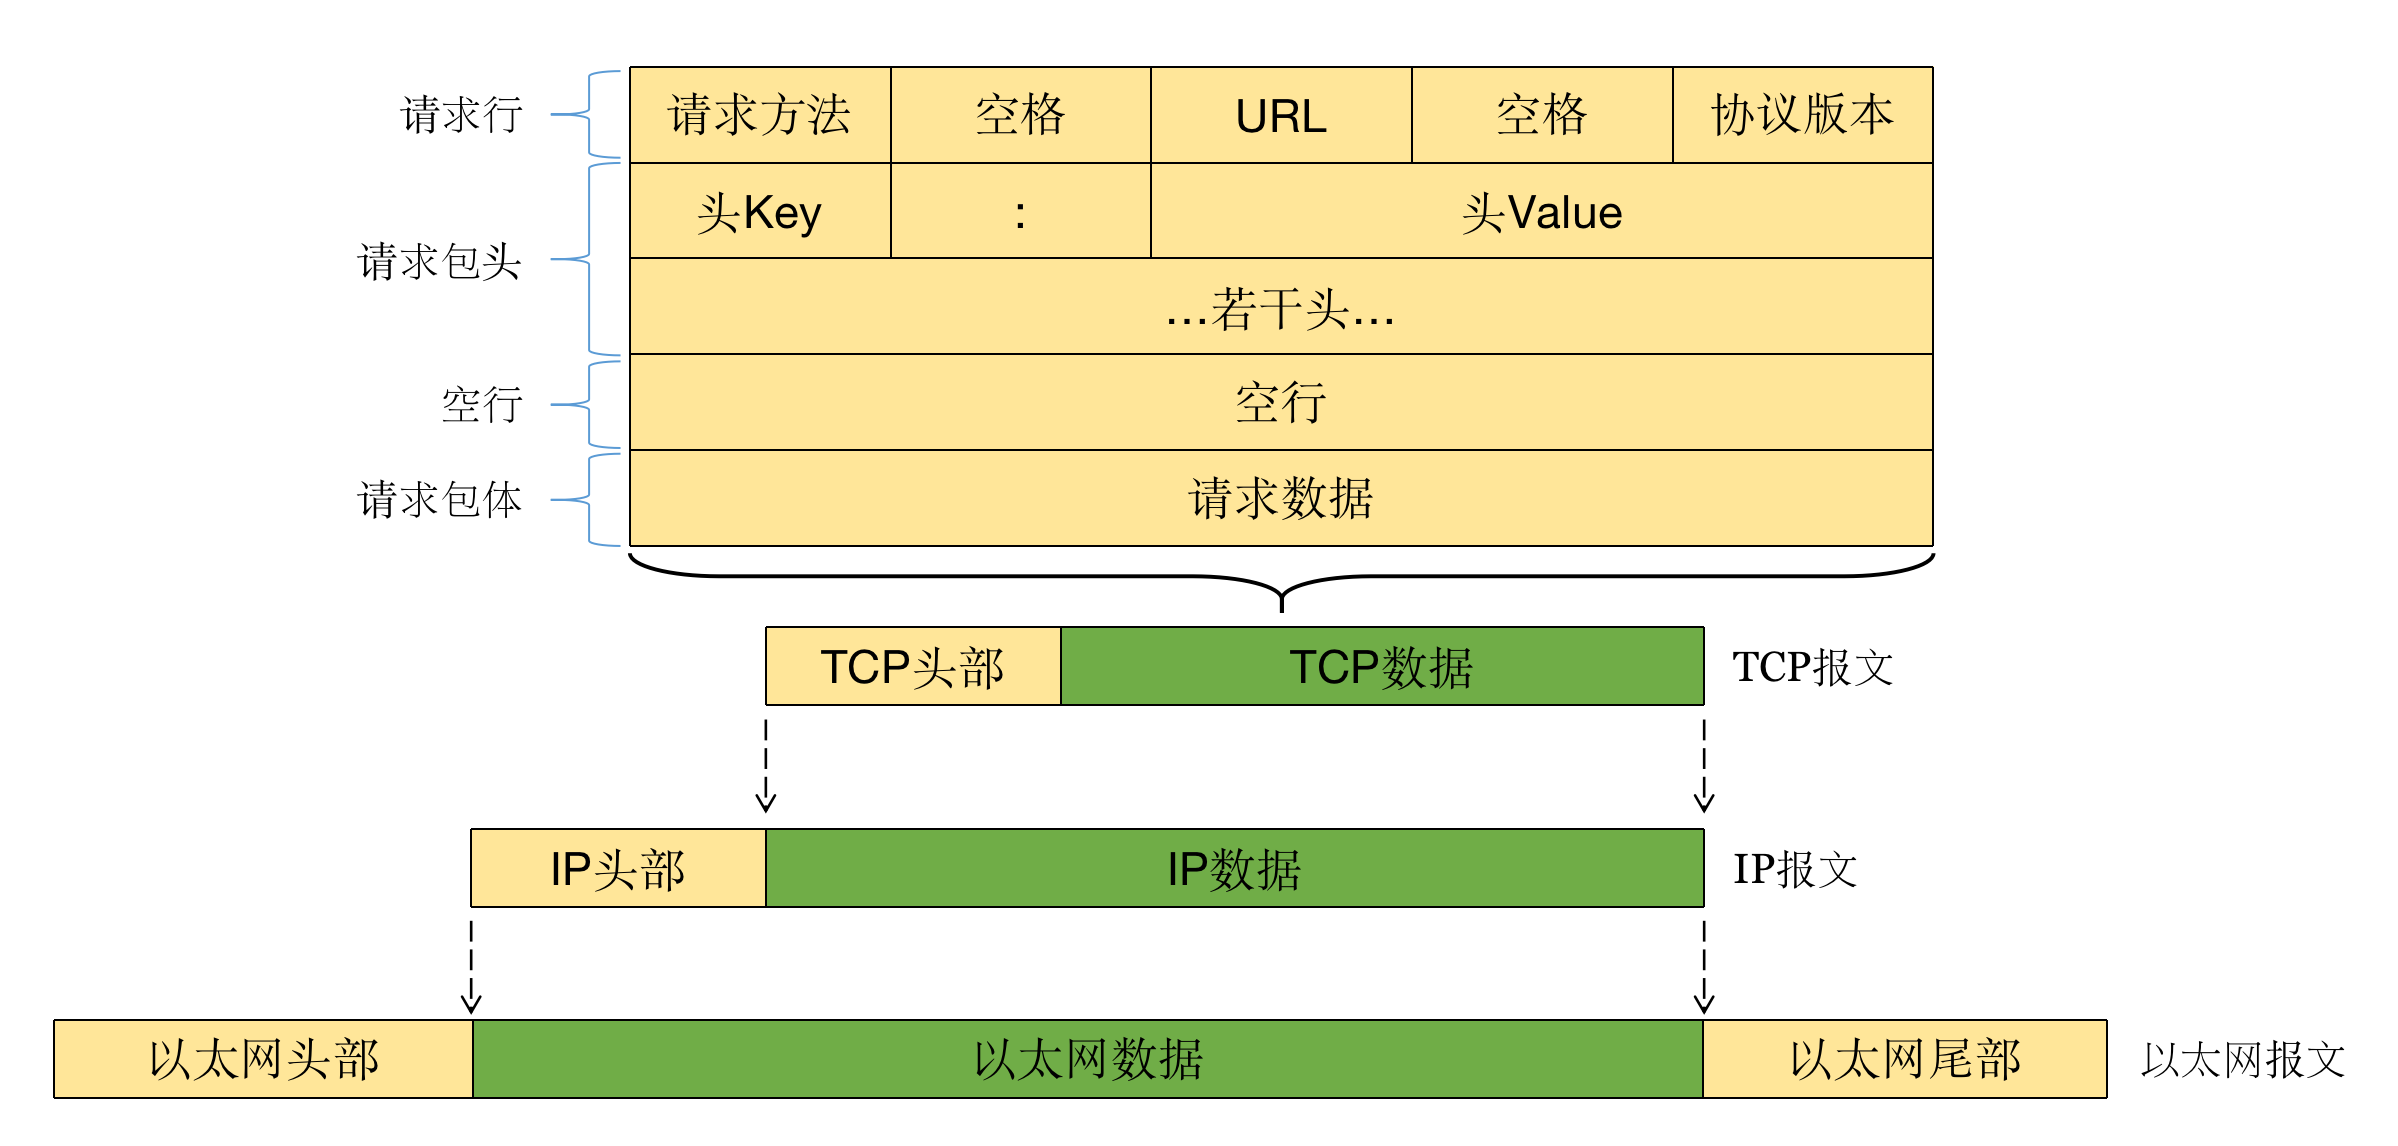 请求行 请求方法 空格 URL 空格 协议版本
请求包头 头Key : 头Value
...若干头...
空行 空行
请求包体 请求数据
TCP头部 TCP数据 TCP报文
IP头部 IP数据 IP报文
以太网头部 以太网数据 以太网尾部 以太网报文